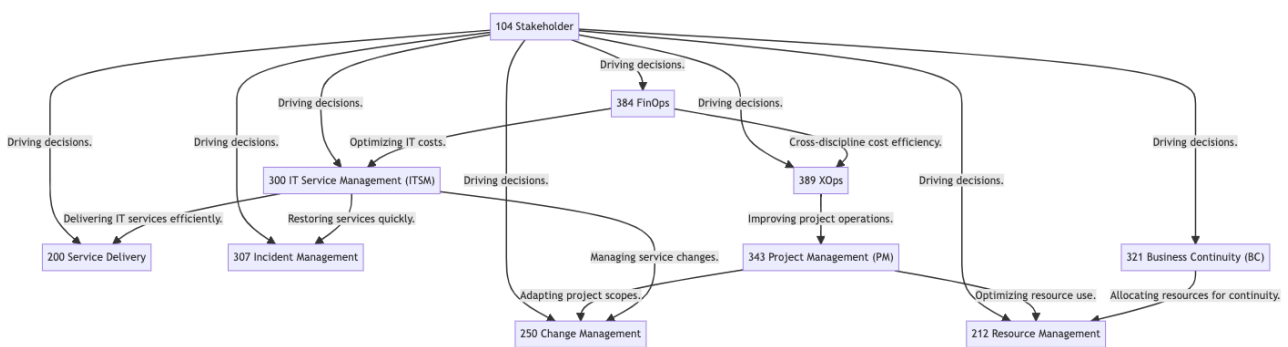 104 Stakeholder
Driving decisions.
384 FinOps
Driving decisions.
Driving decisions.
Driving decisions.
Driving decisions.
Optimizing IT costs.
Cross-discipline cost efficiency.
Driving decisions.
300 IT Service Management (ITSM)
389 XOps
Driving decisions.
Driving decisions.
Delivering IT services efficiently.
Restoring services quickly.
Improving project operations.
200 Service Delivery
307 Incident Management
Managing service changes.
343 Project Management (PM)
321 Business Continuity (BC)
Adapting project scopes.
Optimizing resource use.
Allocating resources for continuity.
250 Change Management
212 Resource Management